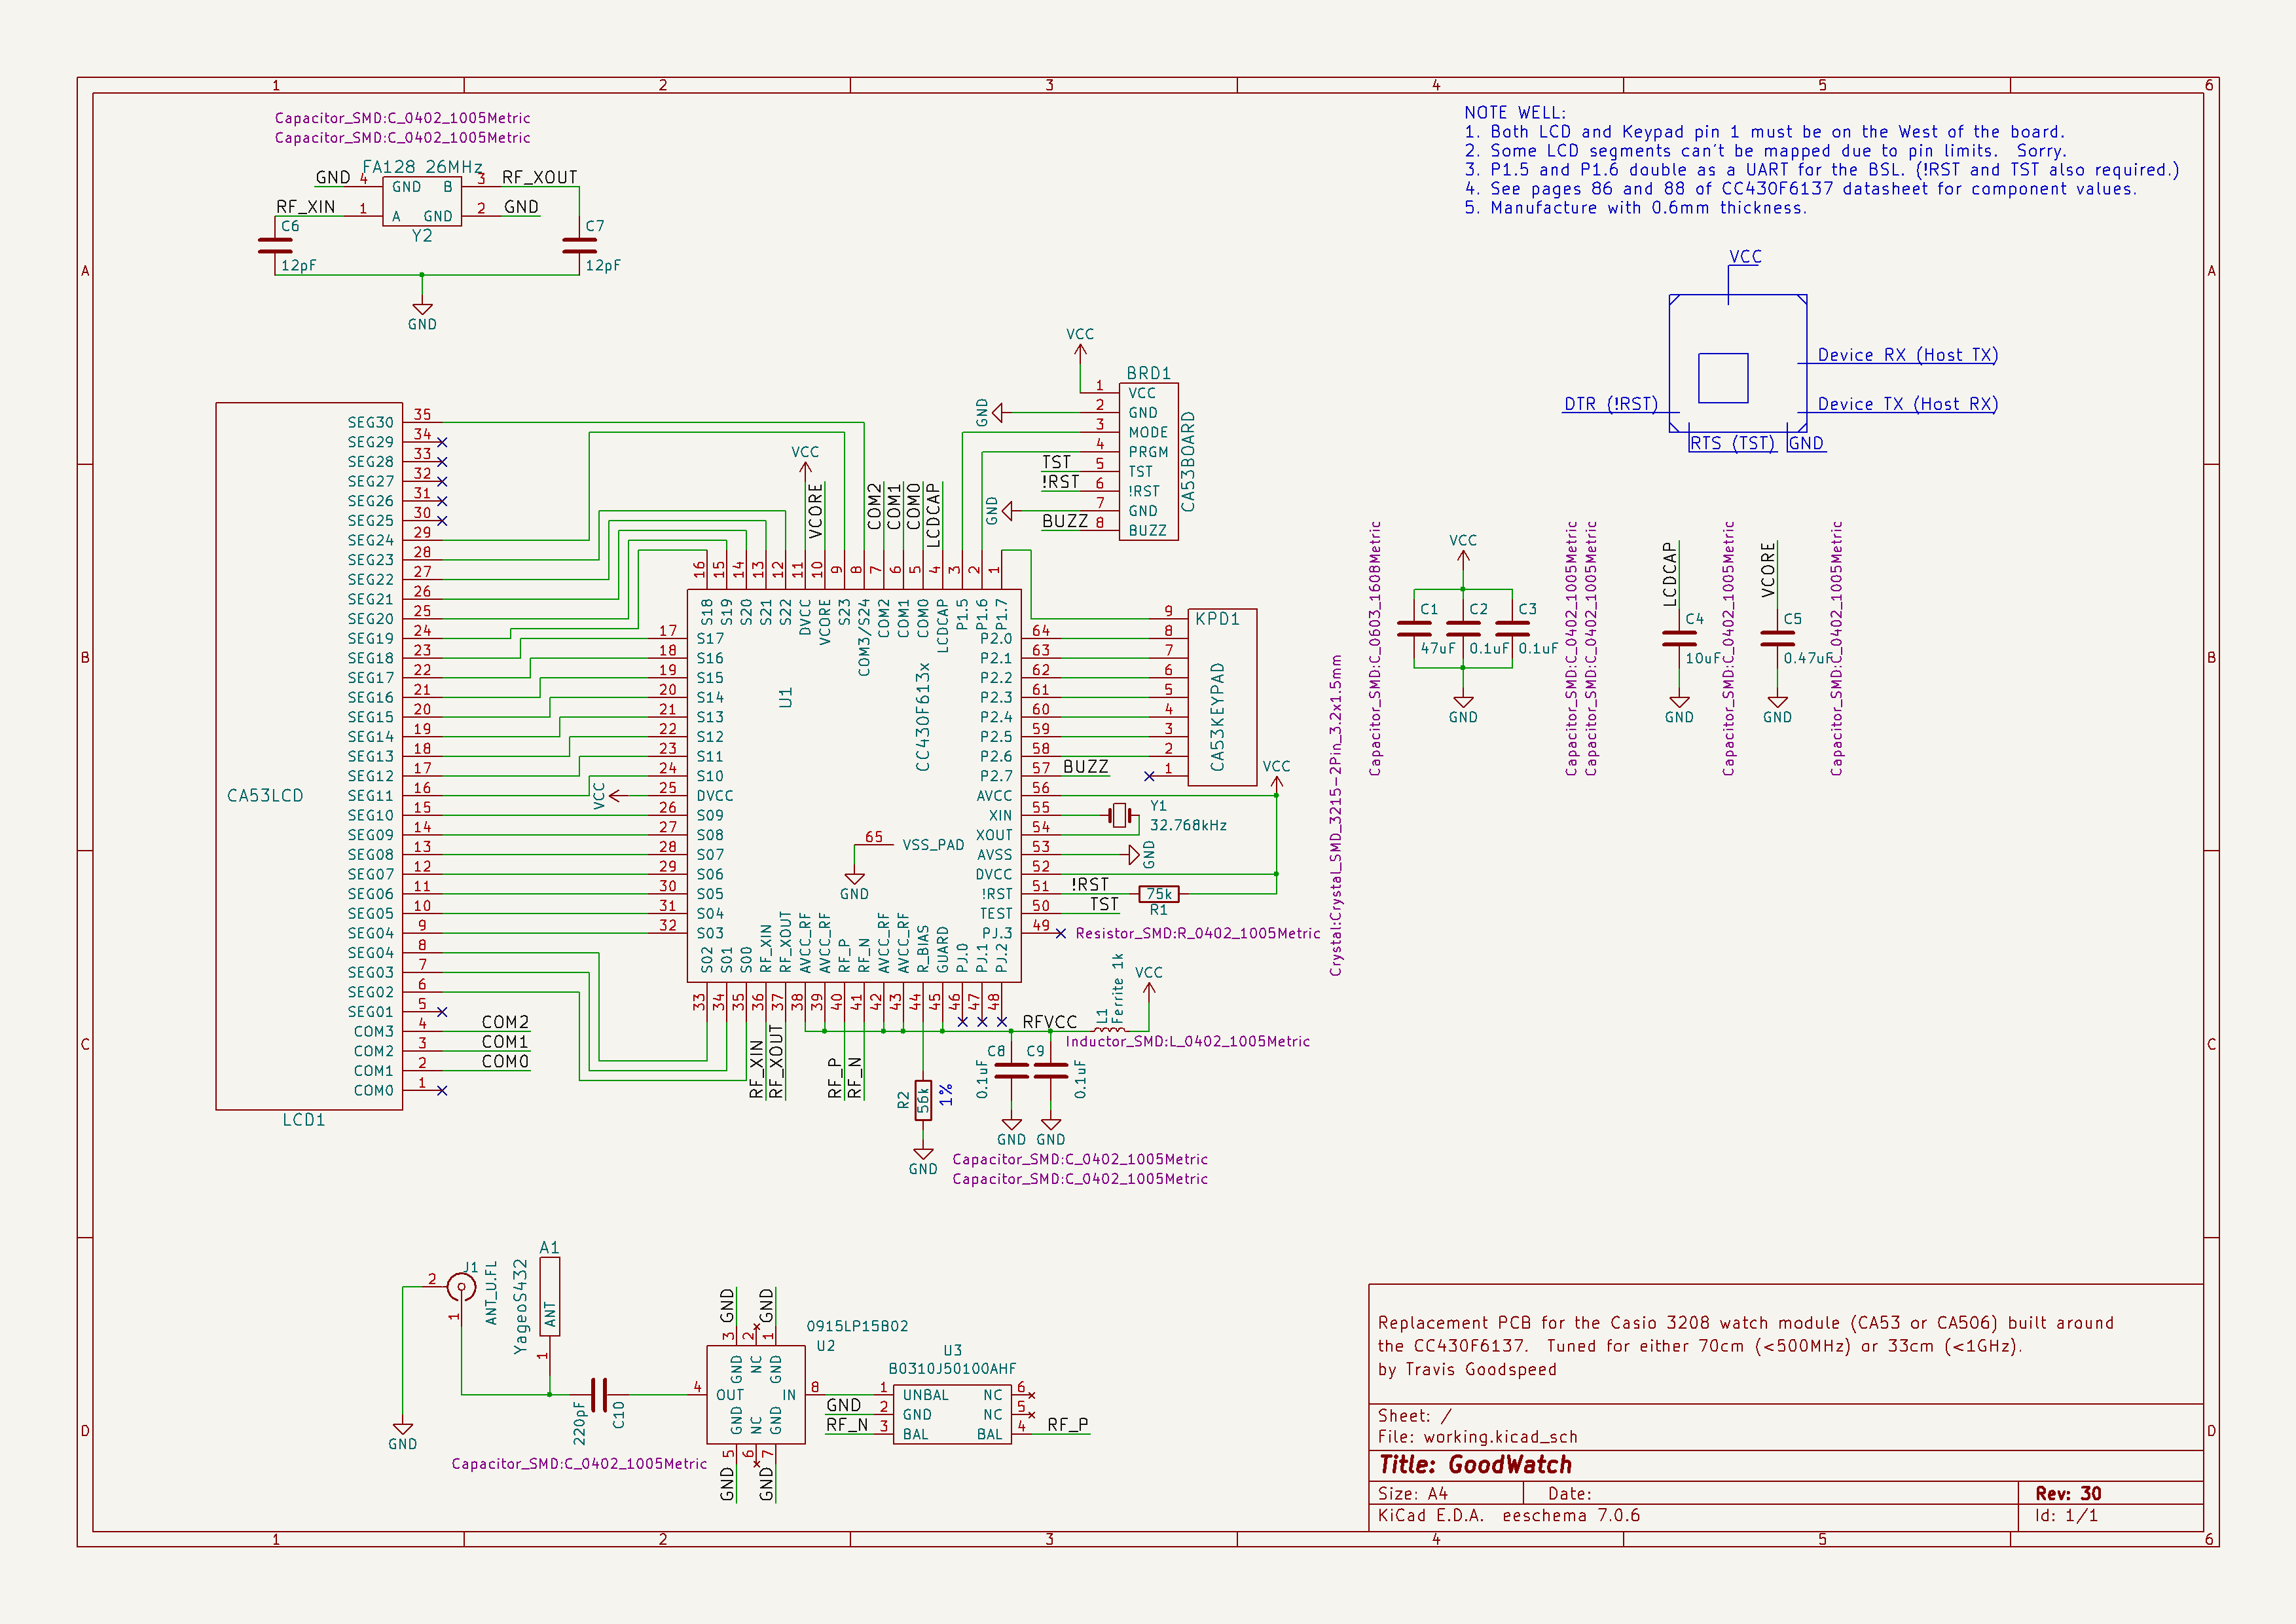 1 2 3 4 5 6
A
B
C
D
Capacitor_SMD:C_0402_1005Metric
Capacitor_SMD:C_0402_1005Metric
FA128 26MHz
GND 4 GND B 3 RF_XOUT
RF_XIN 1 A GND 2 GND
Y2
C6
12pF
C7
12pF
GND
NOTE WELL:
1. Both LCD and Keypad pin 1 must be on the West of the board.
2. Some LCD segments can't be mapped due to pin limits.  Sorry.
3. P1.5 and P1.6 double as a UART for the BSL. (!RST and TST also required.)
4. See pages 86 and 88 of CC430F6137 datasheet for component values.
5. Manufacture with 0.6mm thickness.
VCC
Device RX (Host TX)
DTR (!RST)
Device TX (Host RX)
RTS (TST)
GND
VCC
BRD1
CA53BOARD
1 VCC
GND 2 GND
3 MODE
4 PRGM
TST 5 TST
!RST 6 !RST
GND 7 GND
BUZZ 8 BUZZ
CA53LCD
LCD1
SEG30 35
SEG29 34
SEG28 33
SEG27 32
SEG26 31
SEG25 30
SEG24 29
SEG23 28
SEG22 27
SEG21 26
SEG20 25
SEG19 24
SEG18 23
SEG17 22
SEG16 21
SEG15 20
SEG14 19
SEG13 18
SEG12 17
SEG11 16
SEG10 15
SEG09 14
SEG08 13
SEG07 12
SEG06 11
SEG05 10
SEG04 9
SEG04 8
SEG03 7
SEG02 6
SEG01 5
COM3 4 COM2
COM2 3 COM1
COM1 2 COM0
COM0 1
VCC
VCORE
COM2
COM1
COM0
LCDCAP
16 S18
15 S19
14 S20
13 S21
12 S22
11 DVCC
10 VCORE
9 S23
8 COM3/S24
7 COM2
6 COM1
5 COM0
4 LCDCAP
3 P1.5
2 P1.6
1 P1.7
U1
CC430F613x
17 S17
18 S16
19 S15
20 S14
21 S13
22 S12
23 S11
24 S10
VCC 25 DVCC
26 S09
27 S08
28 S07
29 S06
30 S05
31 S04
32 S03
65 VSS_PAD
GND
P2.0 64
P2.1 63
P2.2 62
P2.3 61
P2.4 60
P2.5 59
P2.6 58
P2.7 57 BUZZ
AVCC 56
XIN 55
XOUT 54
AVSS 53 GND
DVCC 52
!RST 51 !RST
TEST 50 TST
PJ.3 49
33 S02
34 S01
35 S00
36 RF_XIN
37 RF_XOUT
38 AVCC_RF
39 AVCC_RF
40 RF_P
41 RF_N
42 AVCC_RF
43 AVCC_RF
44 R_BIAS
45 GUARD
46 PJ.0
47 PJ.1
48 PJ.2
KPD1
CA53KEYPAD
9
8
7
6
5
4
3
2
1
VCC
Y1
32.768kHz
75k
R1
Resistor_SMD:R_0402_1005Metric
Crystal:Crystal_SMD_3215-2Pin_3.2x1.5mm
RF_XIN
RF_XOUT
RF_P
RF_N
R2
56k
1%
GND
RFVCC
L1
Ferrite 1k
VCC
Inductor_SMD:L_0402_1005Metric
C8
0.1uF
C9
0.1uF
GND GND
Capacitor_SMD:C_0402_1005Metric
Capacitor_SMD:C_0402_1005Metric
Capacitor_SMD:C_0603_1608Metric
VCC
C1
47uF
C2
0.1uF
C3
0.1uF
GND
Capacitor_SMD:C_0402_1005Metric
Capacitor_SMD:C_0402_1005Metric
LCDCAP
C4
10uF
GND
Capacitor_SMD:C_0402_1005Metric
VCORE
C5
0.47uF
GND
Capacitor_SMD:C_0402_1005Metric
J1
ANT_U.FL
2
1
GND
A1
YageoS432
ANT
1
220pF
C10
Capacitor_SMD:C_0402_1005Metric
GND GND
3 2 1
GND NC GND
0915LP15B02
U2
4 OUT IN 8
GND NC GND
5 6 7
GND GND
U3
B0310J50100AHF
1 UNBAL NC 6
GND 2 GND NC 5
RF_N 3 BAL BAL 4 RF_P
Replacement PCB for the Casio 3208 watch module (CA53 or CA506) built around
the CC430F6137.  Tuned for either 70cm (<500MHz) or 33cm (<1GHz).
by Travis Goodspeed
Sheet: /
File: working.kicad_sch
Title: GoodWatch
Size: A4 Date: Rev: 30
KiCad E.D.A.  eeschema 7.0.6 Id: 1/1
A
B
C
D
1 2 3 4 5 6